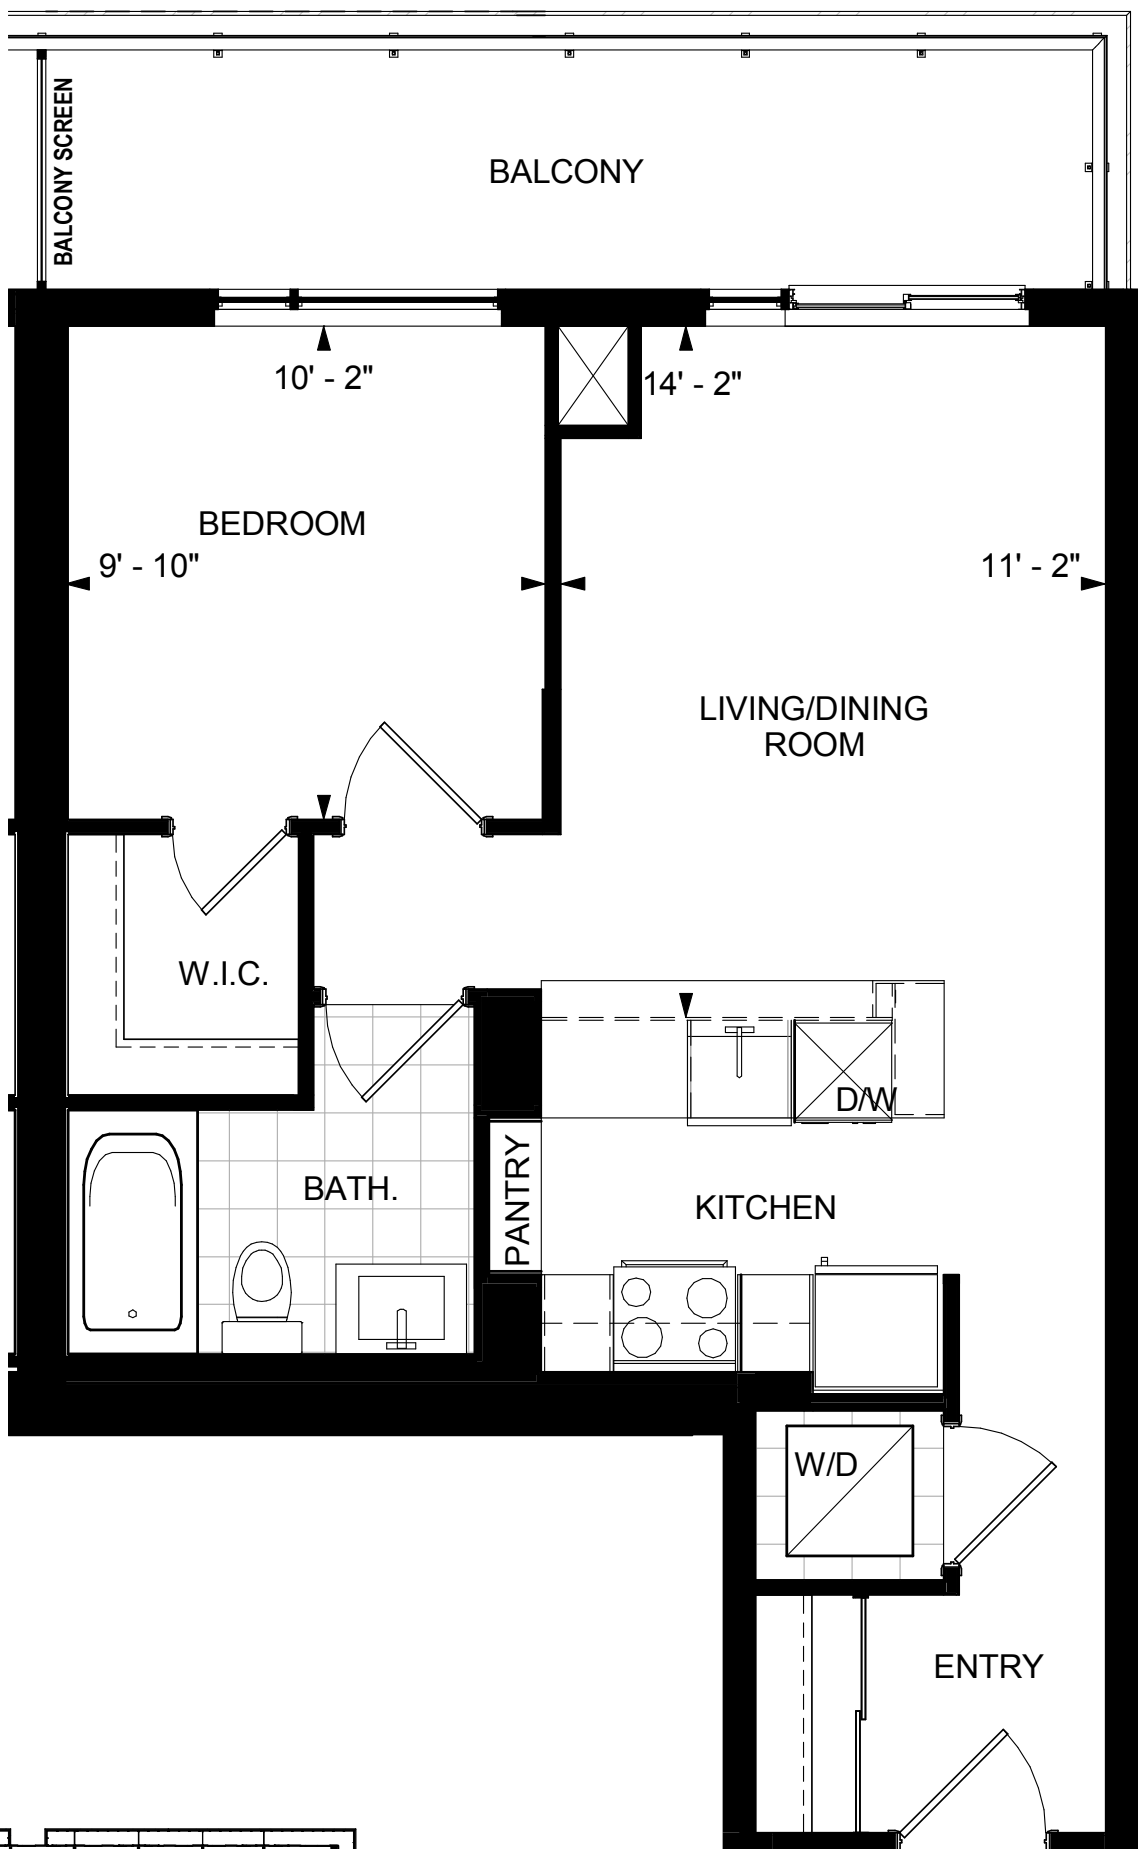 BALCONY SCREEN
BALCONY
10' - 2"
14' - 2"
BEDROOM
9' - 10"
11' - 2"
LIVING/DINING
ROOM
W.I.C.
D/W
BATH.
PANTRY
KITCHEN
W/D
ENTRY